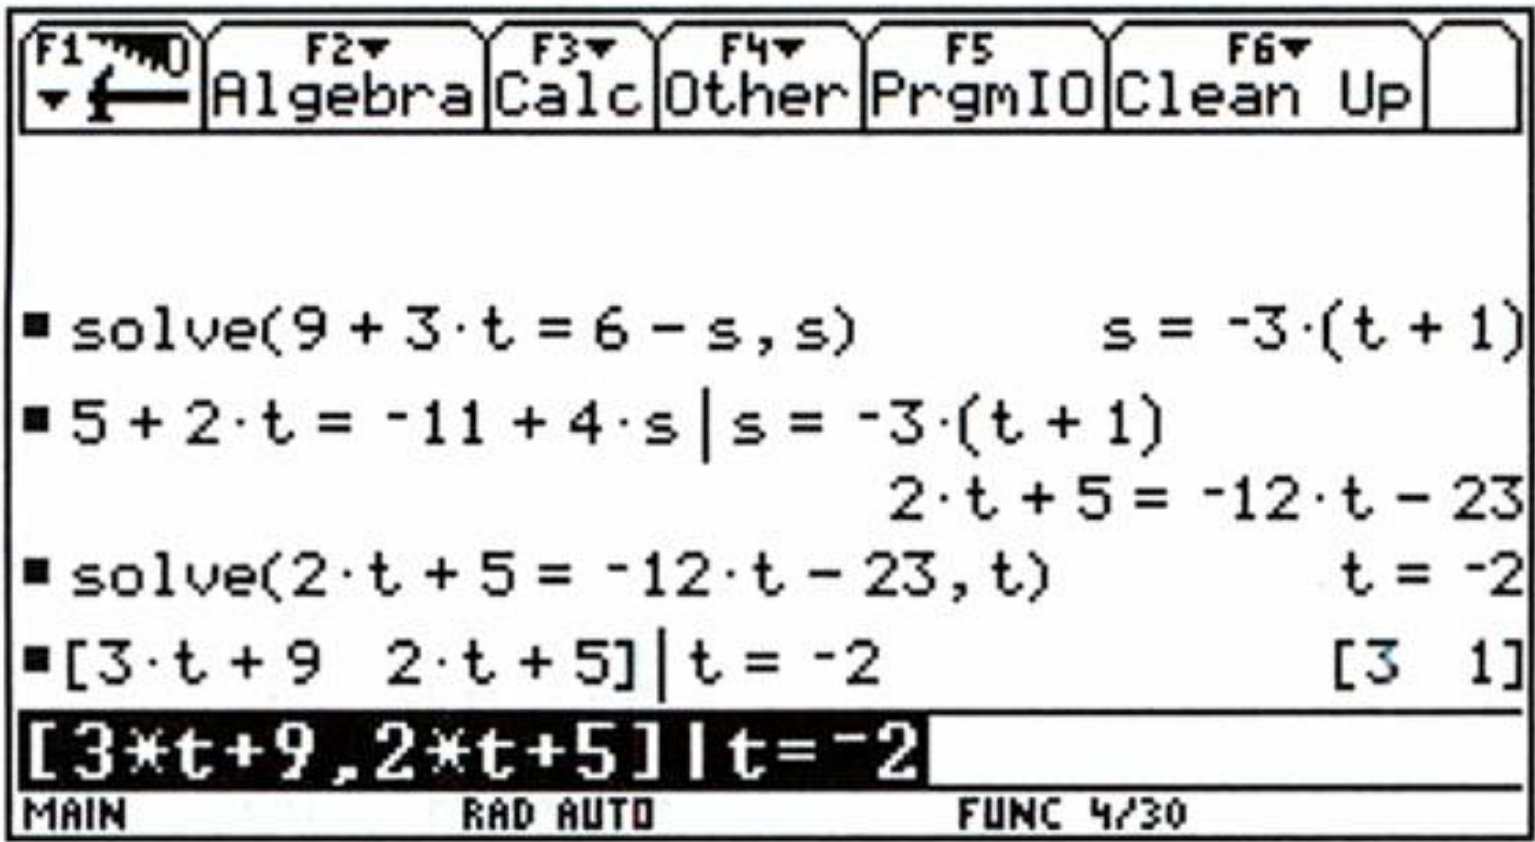 F1 F2▼ F3▼ F4▼ F5 F6▼
▼ Algebra Calc Other PrgmIO Clean Up
■ solve(9 + 3·t = 6 − s, s) s = ⁻3·(t + 1)
■ 5 + 2·t = ⁻11 + 4·s | s = ⁻3·(t + 1)
2·t + 5 = ⁻12·t − 23
■ solve(2·t + 5 = ⁻12·t − 23, t) t = ⁻2
■ [3·t + 9 2·t + 5] | t = ⁻2 [3 1]
[3*t+9,2*t+5]|t=⁻2
MAIN RAD AUTO FUNC 4/30